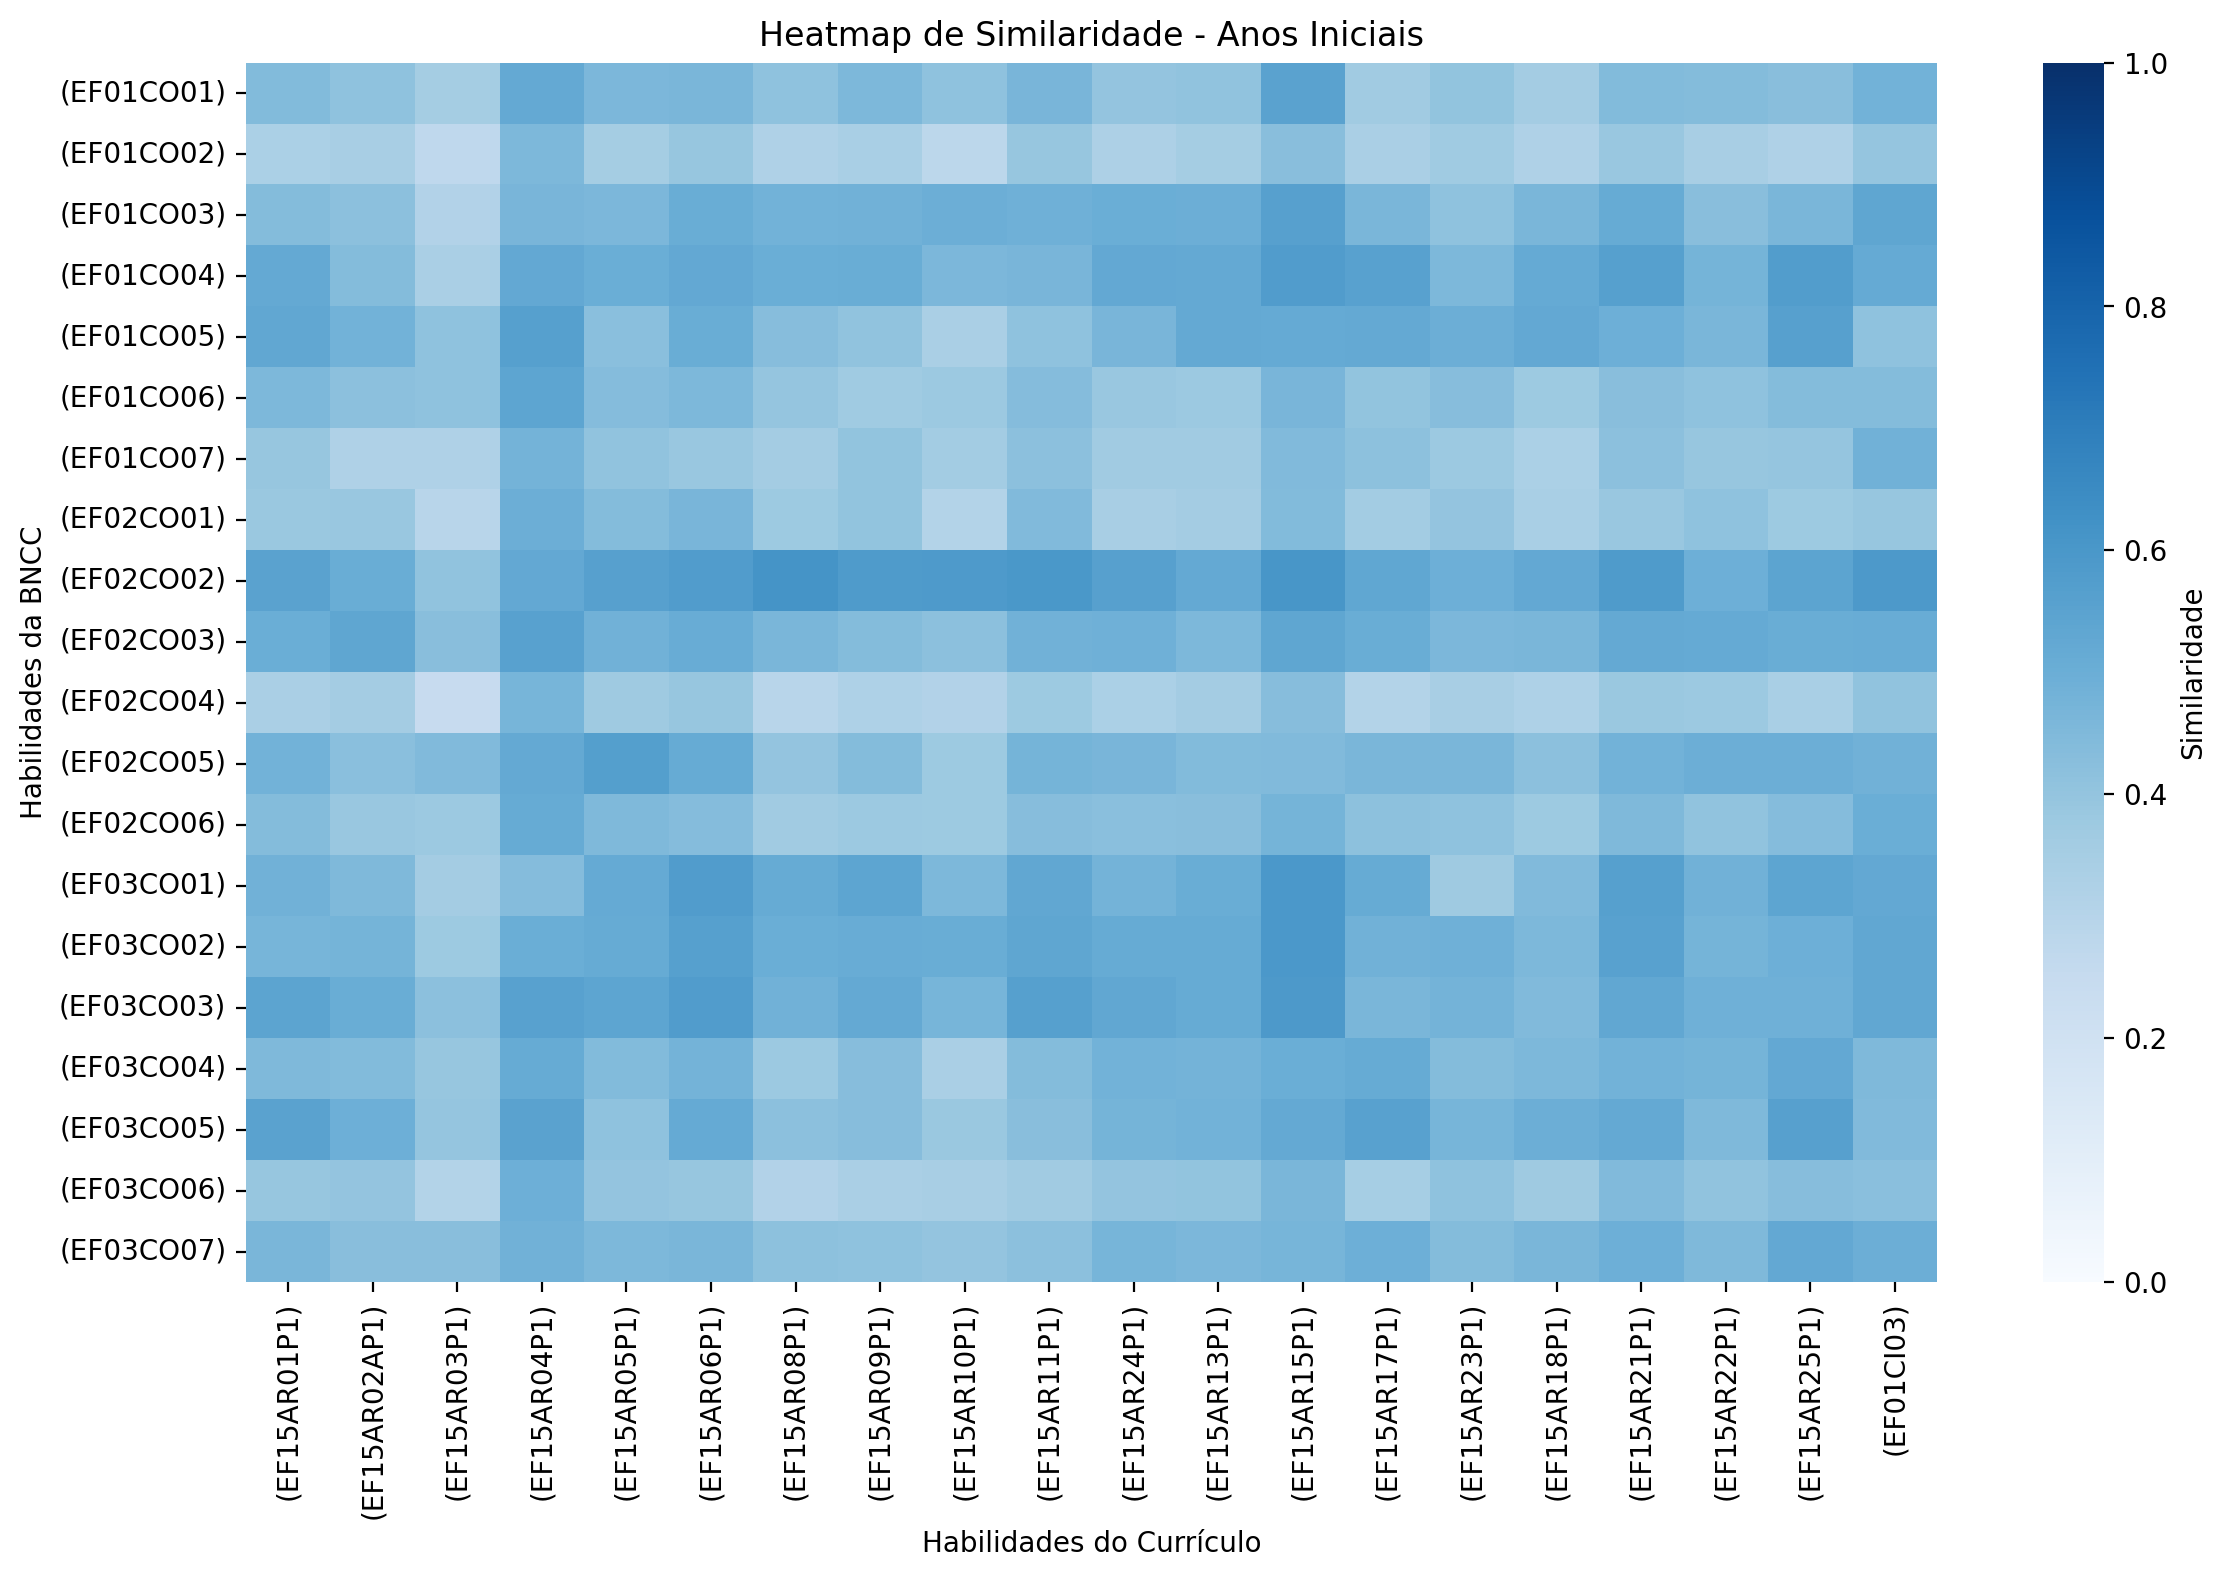 Heatmap de Similaridade - Anos Iniciais
Habilidades da BNCC
(EF01CO01)
(EF01CO02)
(EF01CO03)
(EF01CO04)
(EF01CO05)
(EF01CO06)
(EF01CO07)
(EF02CO01)
(EF02CO02)
(EF02CO03)
(EF02CO04)
(EF02CO05)
(EF02CO06)
(EF03CO01)
(EF03CO02)
(EF03CO03)
(EF03CO04)
(EF03CO05)
(EF03CO06)
(EF03CO07)
(EF15AR01P1)
(EF15AR02AP1)
(EF15AR03P1)
(EF15AR04P1)
(EF15AR05P1)
(EF15AR06P1)
(EF15AR08P1)
(EF15AR09P1)
(EF15AR10P1)
(EF15AR11P1)
(EF15AR24P1)
(EF15AR13P1)
(EF15AR15P1)
(EF15AR17P1)
(EF15AR23P1)
(EF15AR18P1)
(EF15AR21P1)
(EF15AR22P1)
(EF15AR25P1)
(EF01CI03)
Habilidades do Currículo
1.0
0.8
0.6
0.4
0.2
0.0
Similaridade